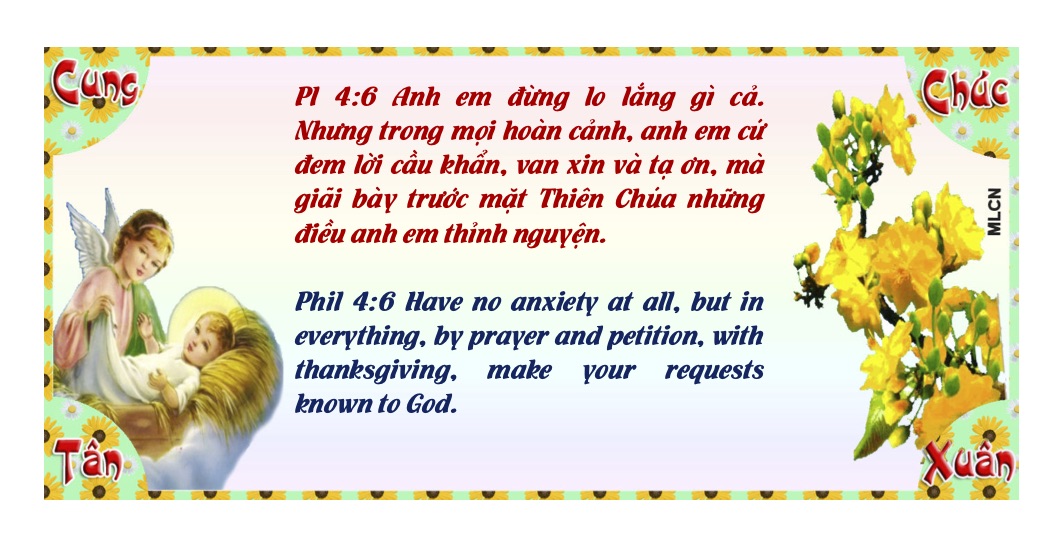 Cung
Chúc
Pl 4:6 Anh em đừng lo lắng gì cả.
Nhưng trong mọi hoàn cảnh, anh em cứ
đem lời cầu khẩn, van xin và tạ ơn, mà
giãi bày trước mặt Thiên Chúa những
điều anh em thỉnh nguyện.
MLCN
Phil 4:6 Have no anxiety at all, but in
everything, by prayer and petition, with
thanksgiving, make your requests
known to God.
Tân
Xuân